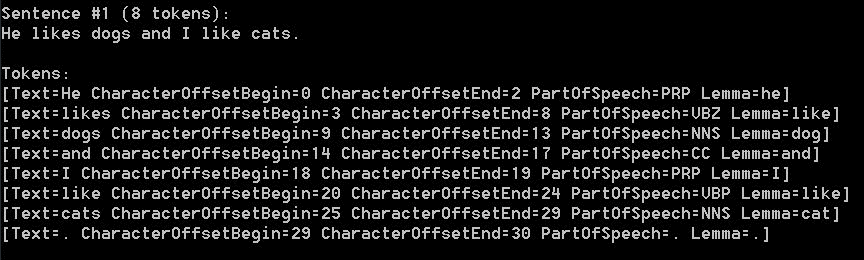 Sentence #1 (8 tokens):
He likes dogs and I like cats.
Tokens:
[Text=He CharacterOffsetBegin=0 CharacterOffsetEnd=2 PartOfSpeech=PRP Lemma=he]
[Text=likes CharacterOffsetBegin=3 CharacterOffsetEnd=8 PartOfSpeech=VBZ Lemma=like]
[Text=dogs CharacterOffsetBegin=9 CharacterOffsetEnd=13 PartOfSpeech=NNS Lemma=dog]
[Text=and CharacterOffsetBegin=14 CharacterOffsetEnd=17 PartOfSpeech=CC Lemma=and]
[Text=I CharacterOffsetBegin=18 CharacterOffsetEnd=19 PartOfSpeech=PRP Lemma=I]
[Text=like CharacterOffsetBegin=20 CharacterOffsetEnd=24 PartOfSpeech=VBP Lemma=like]
[Text=cats CharacterOffsetBegin=25 CharacterOffsetEnd=29 PartOfSpeech=NNS Lemma=cat]
[Text=. CharacterOffsetBegin=29 CharacterOffsetEnd=30 PartOfSpeech=. Lemma=.]